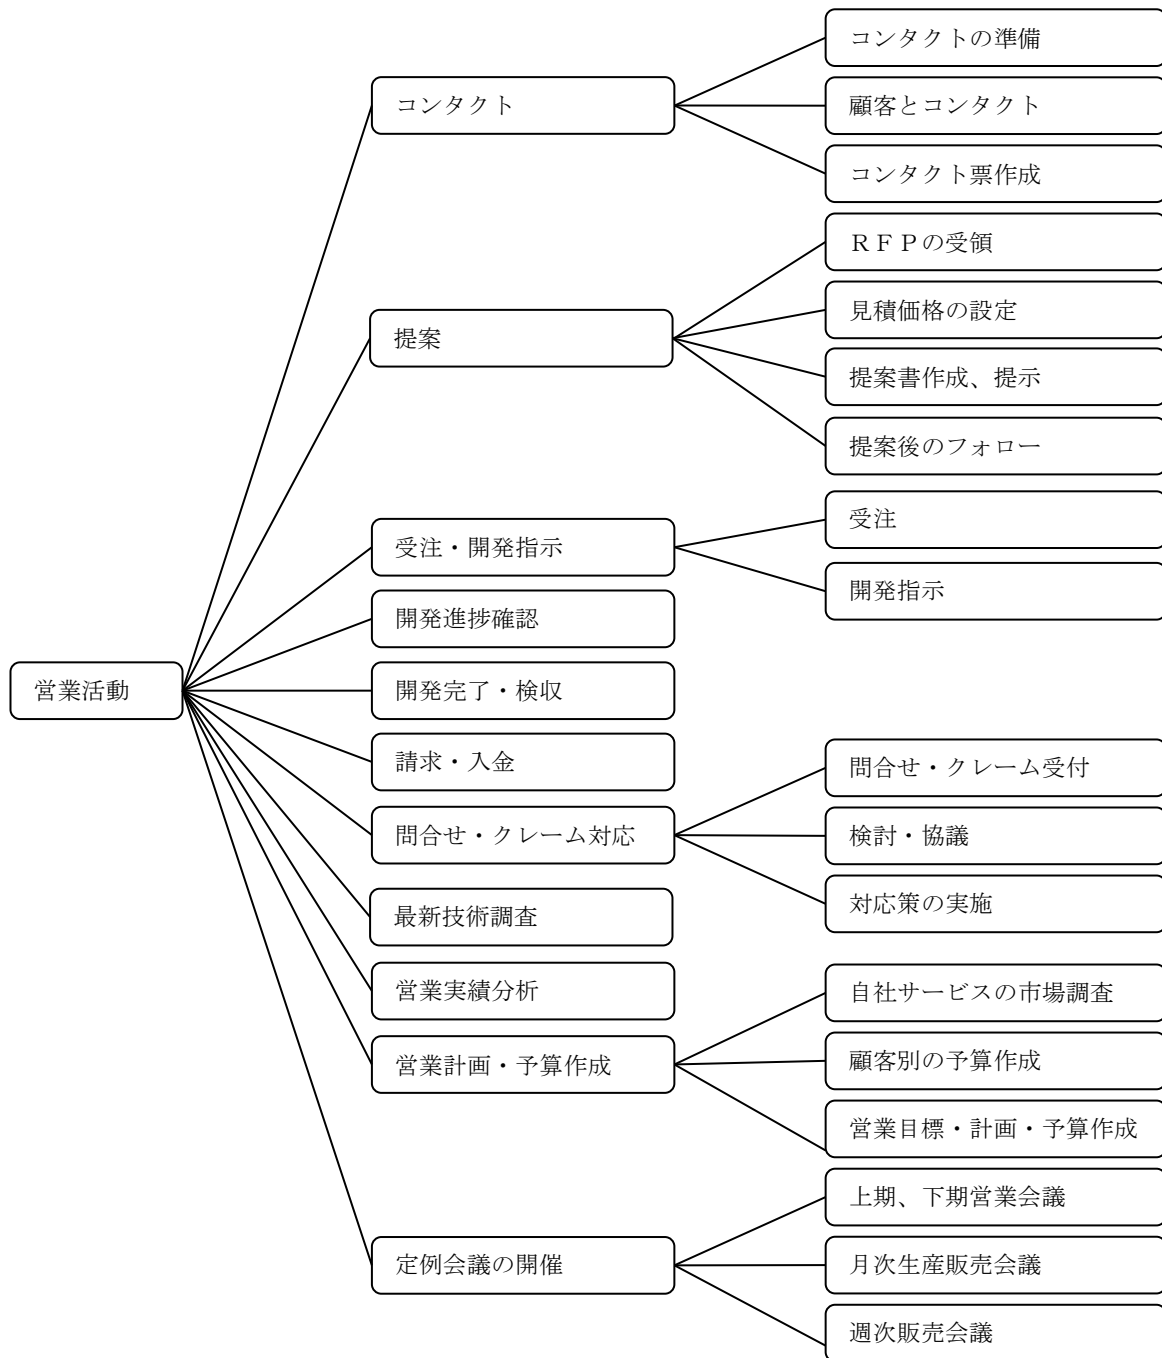 営業活動
コンタクト
コンタクトの準備
顧客とコンタクト
コンタクト票作成
提案
ＲＦＰの受領
見積価格の設定
提案書作成、提示
提案後のフォロー
受注・開発指示
受注
開発指示
開発進捗確認
開発完了・検収
請求・入金
問合せ・クレーム対応
問合せ・クレーム受付
検討・協議
対応策の実施
最新技術調査
営業実績分析
営業計画・予算作成
自社サービスの市場調査
顧客別の予算作成
営業目標・計画・予算作成
定例会議の開催
上期、下期営業会議
月次生産販売会議
週次販売会議